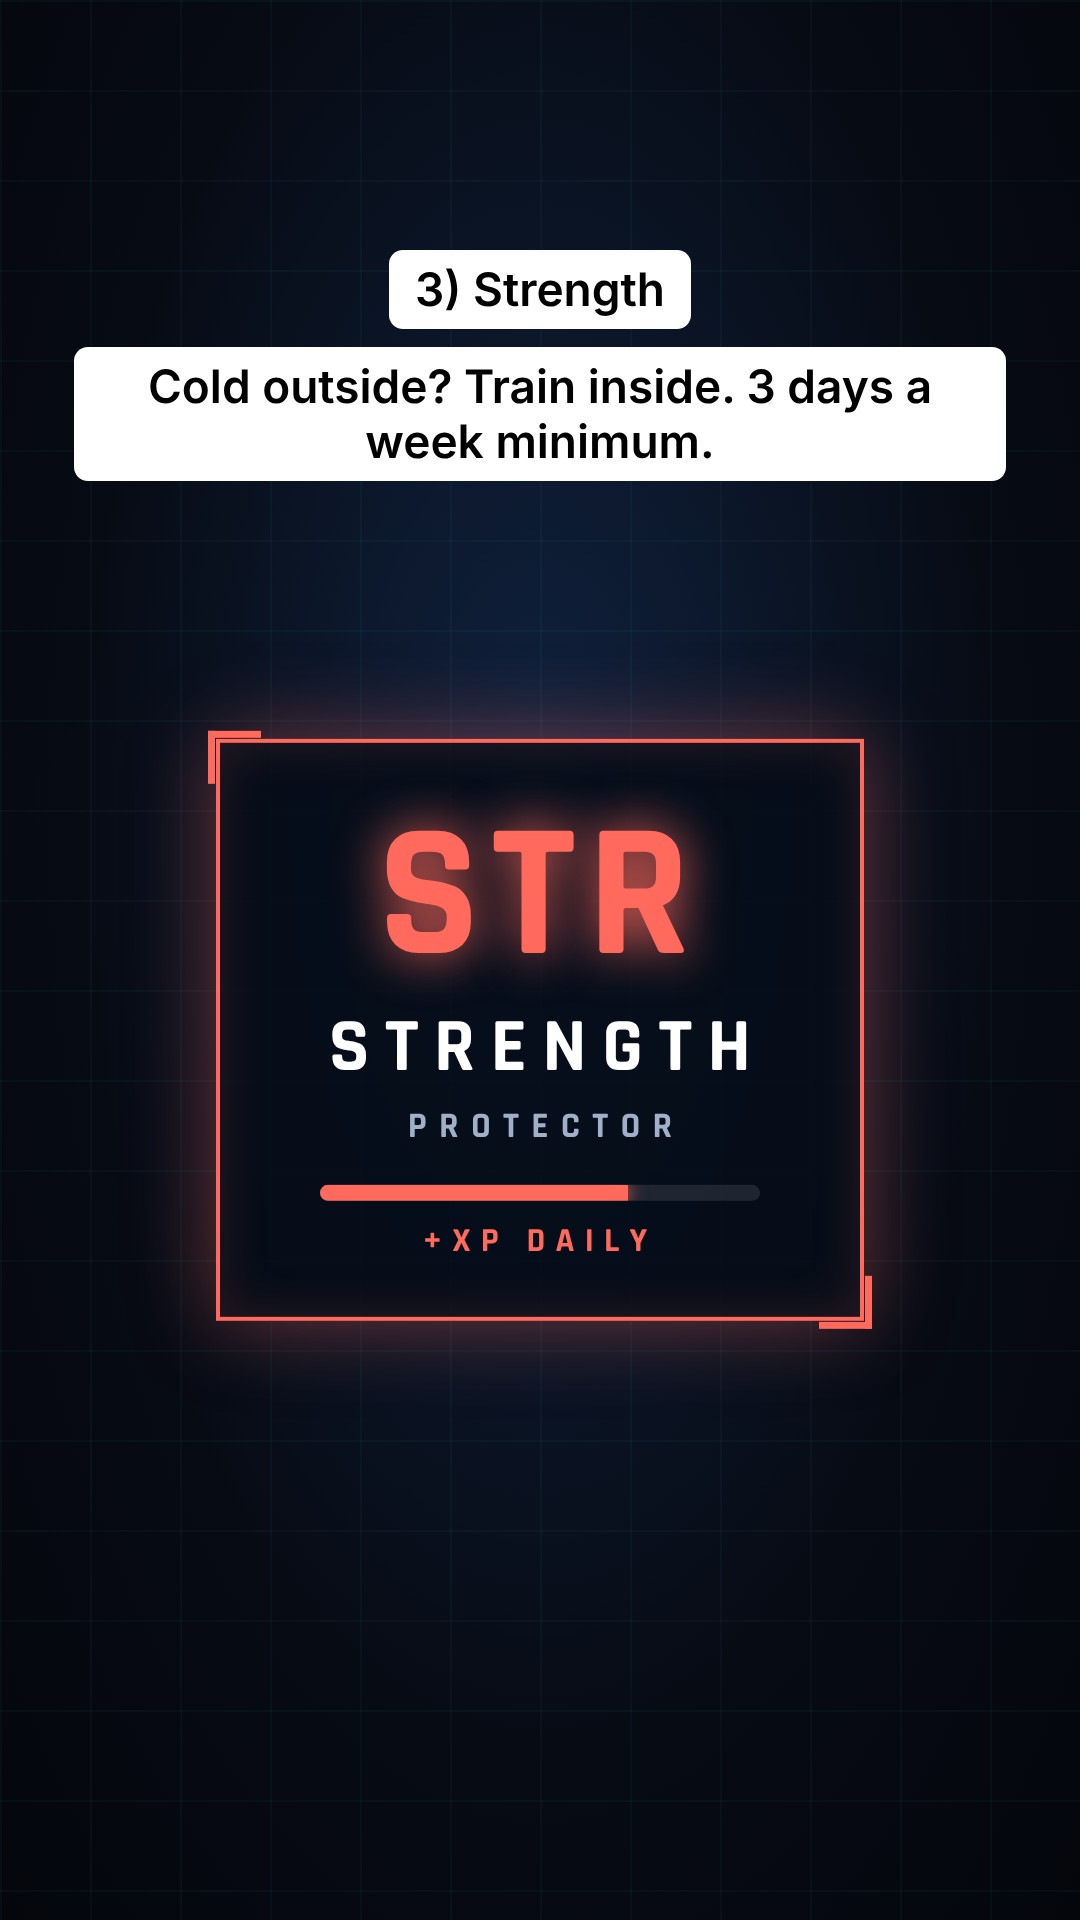 3) Strength
Cold outside? Train inside. 3 days a
week minimum.
STR
STRENGTH
PROTECTOR
+XP DAILY